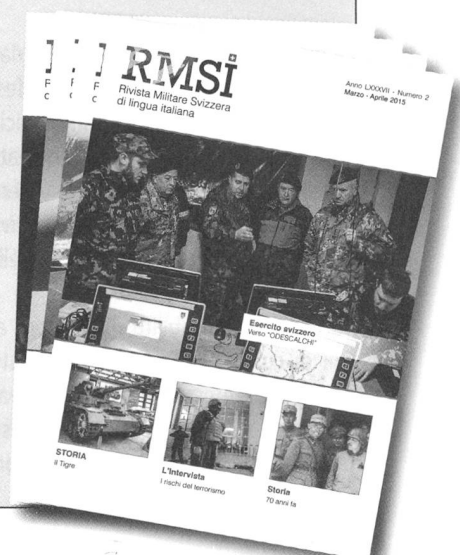 RMSI
Rivista Militare Svizzera
di lingua italiana
Anno LXXXVII - Numero 2
Marzo - Aprile 2015
Esercito svizzero
Verso "ODESCALCHI"
STORIA
Il Tigre
L'Intervista
I rischi del terrorismo
Storia
70 anni fa